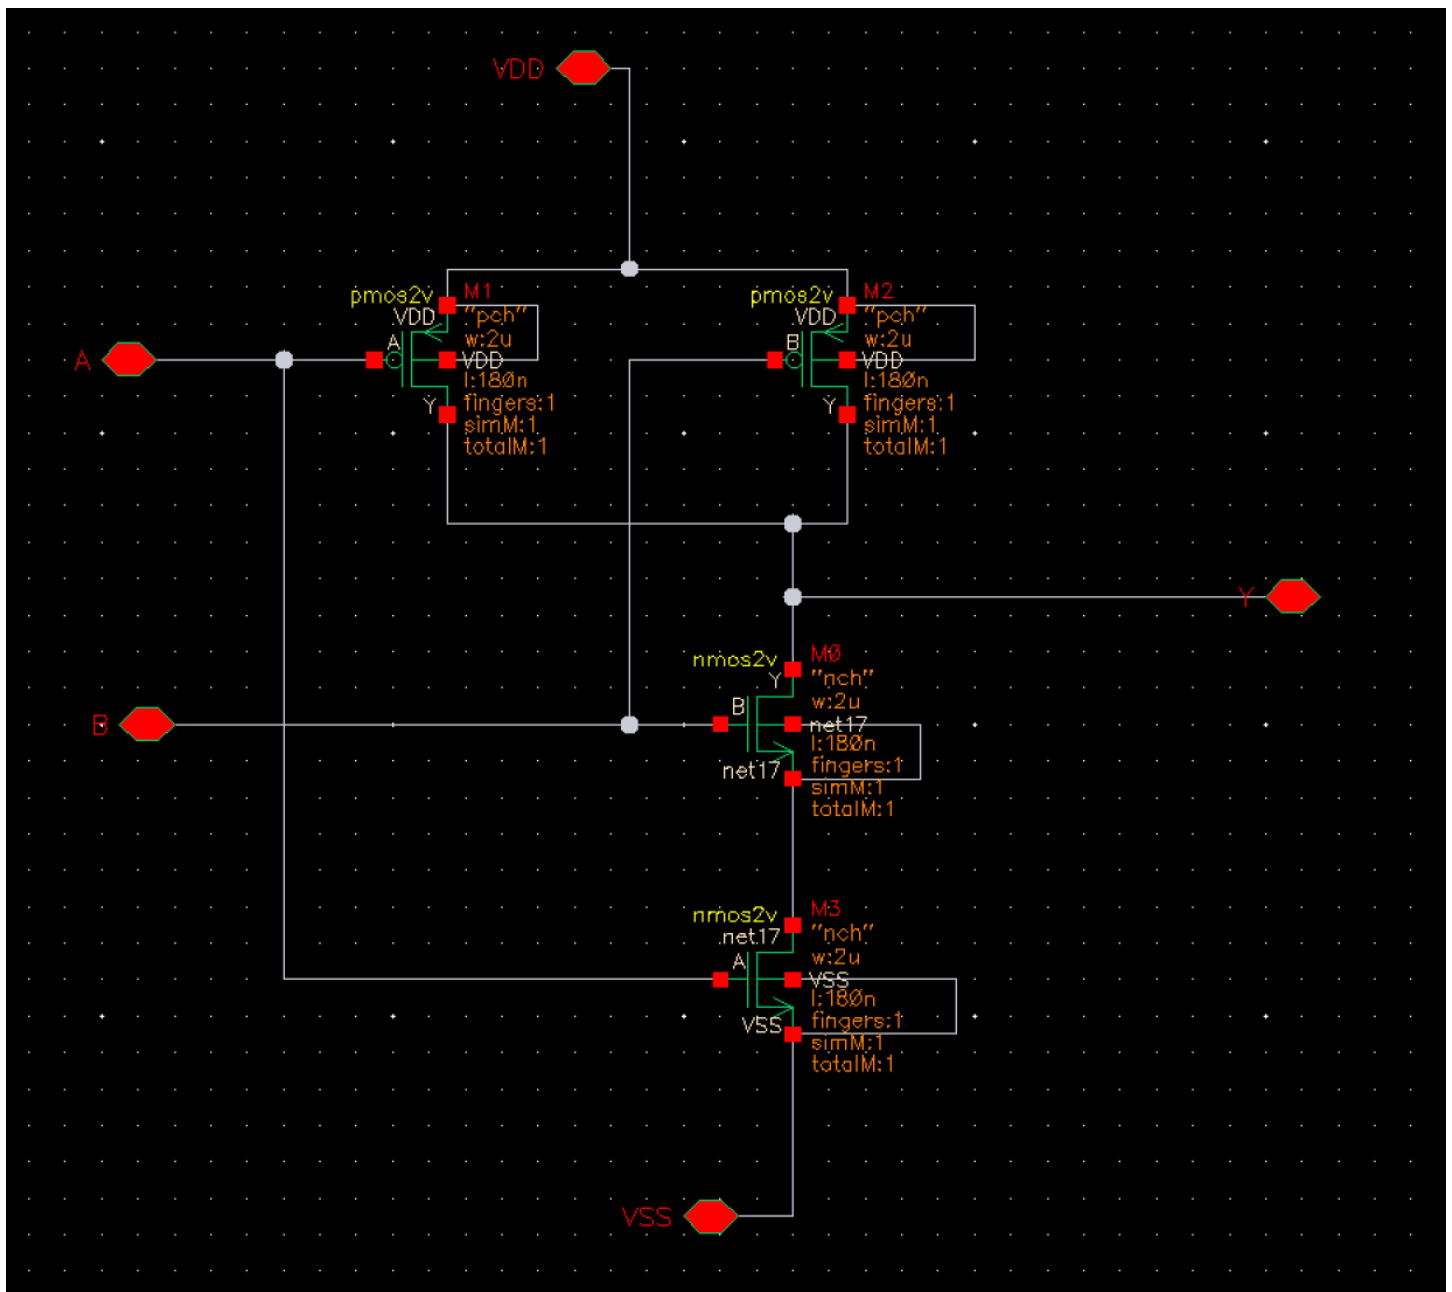 VDD
pmos2v
M1
VDD
"pch"
w:2u
A
VDD
l:180n
Y
fingers:1
simM:1
totalM:1
pmos2v
M2
VDD
"pch"
w:2u
B
VDD
l:180n
Y
fingers:1
simM:1
totalM:1
A
Y
nmos2v
M0
Y
"nch"
w:2u
B
net17
l:180n
net17
fingers:1
simM:1
totalM:1
B
nmos2v
M3
net17
"nch"
w:2u
A
VSS
l:180n
VSS
fingers:1
simM:1
totalM:1
VSS